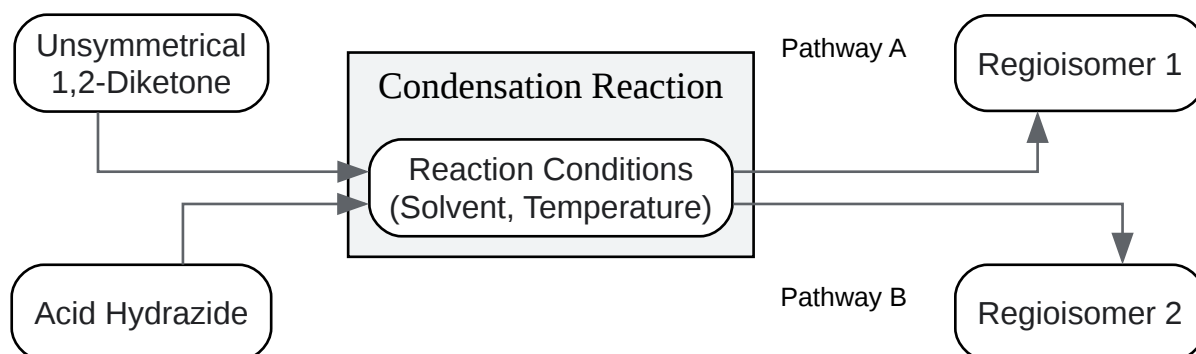 Unsymmetrical
1,2-Diketone
Acid Hydrazide
Condensation Reaction
Reaction Conditions
(Solvent, Temperature)
Pathway A
Regioisomer 1
Pathway B
Regioisomer 2